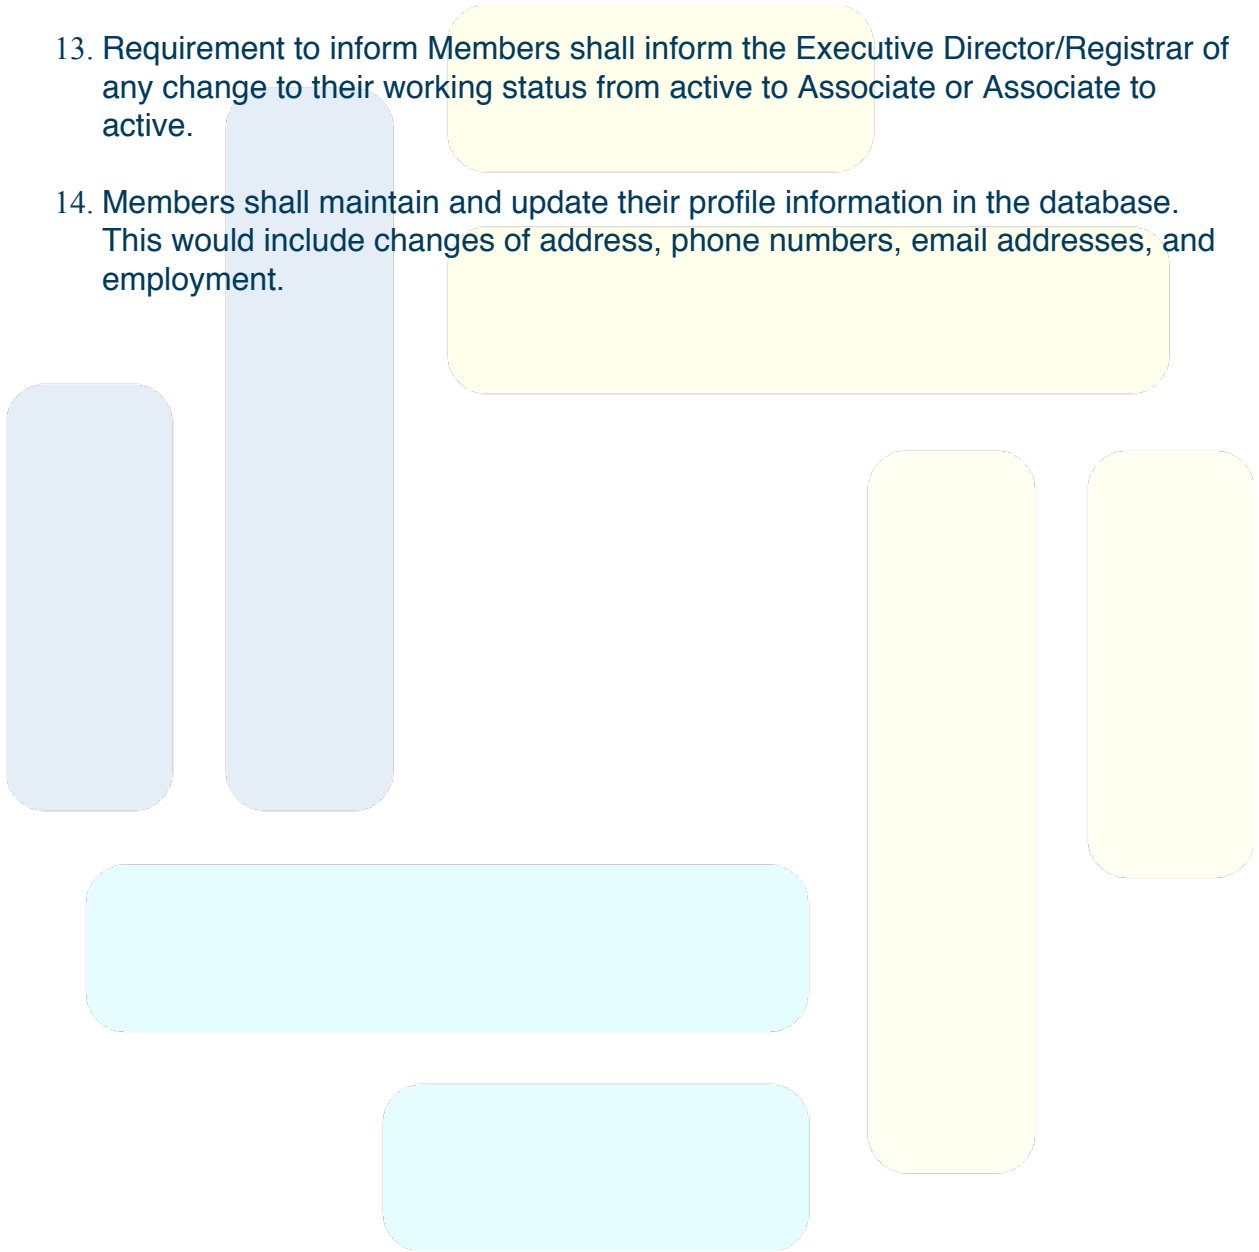 13. Requirement to inform Members shall inform the Executive Director/Registrar of
any change to their working status from active to Associate or Associate to
active.
14. Members shall maintain and update their profile information in the database.
This would include changes of address, phone numbers, email addresses, and
employment.